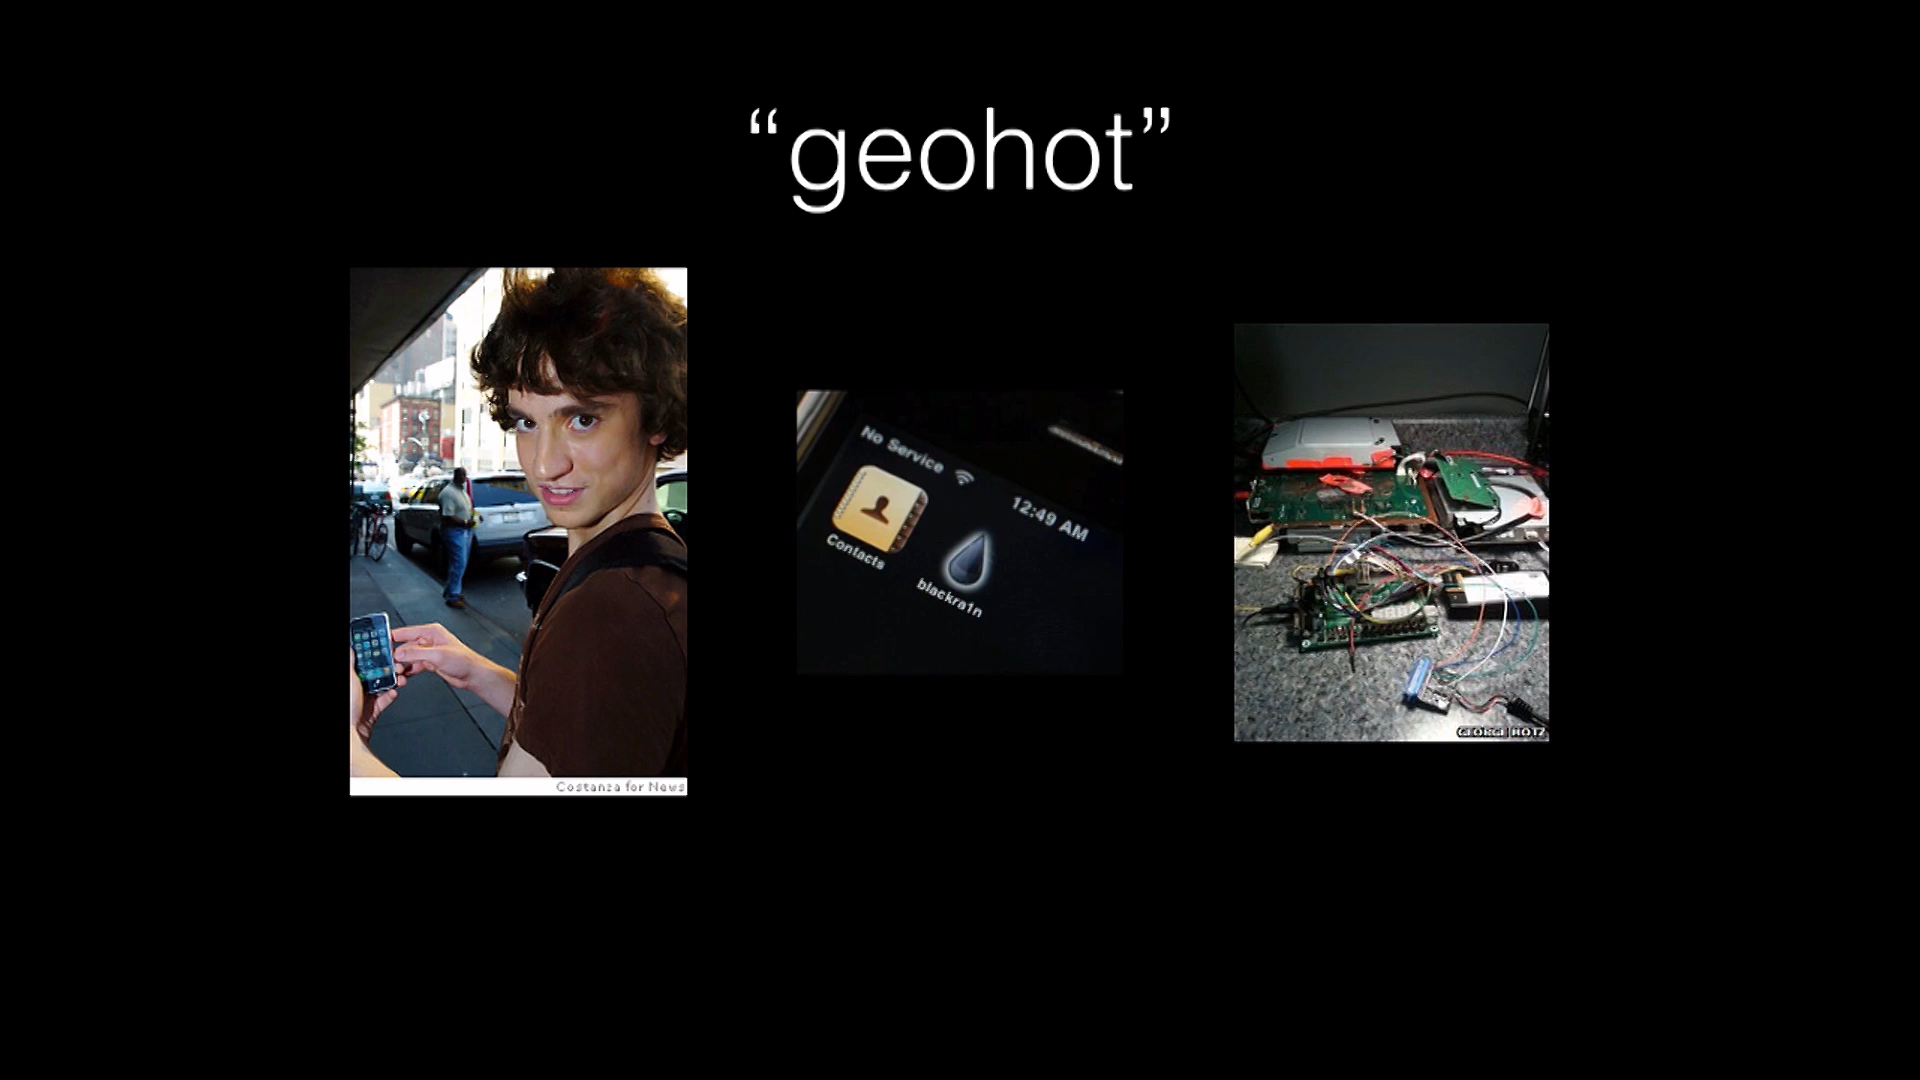 “geohot”
No Service
12:49 AM
Contacts
blackra1n
Costanza for News
GEORGE HOTZ